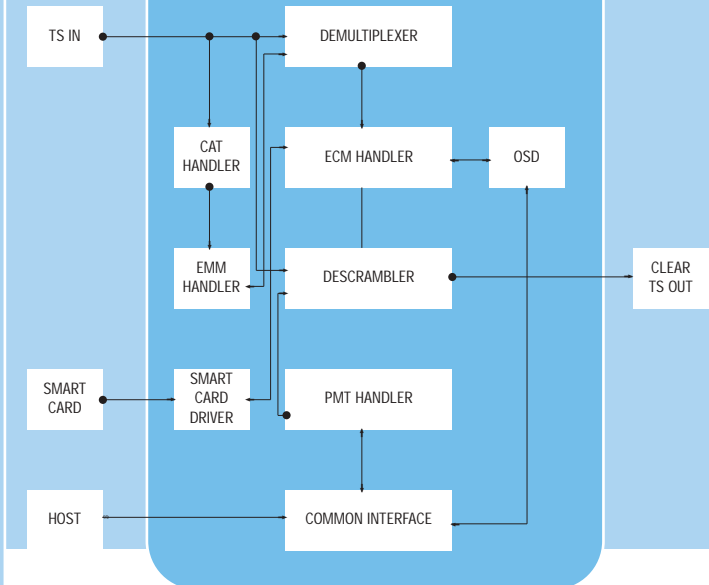 TS IN
DEMULTIPLEXER
CAT
HANDLER
ECM HANDLER
OSD
EMM
HANDLER
DESCRAMBLER
CLEAR
TS OUT
SMART
CARD
SMART
CARD
DRIVER
PMT HANDLER
HOST
COMMON INTERFACE